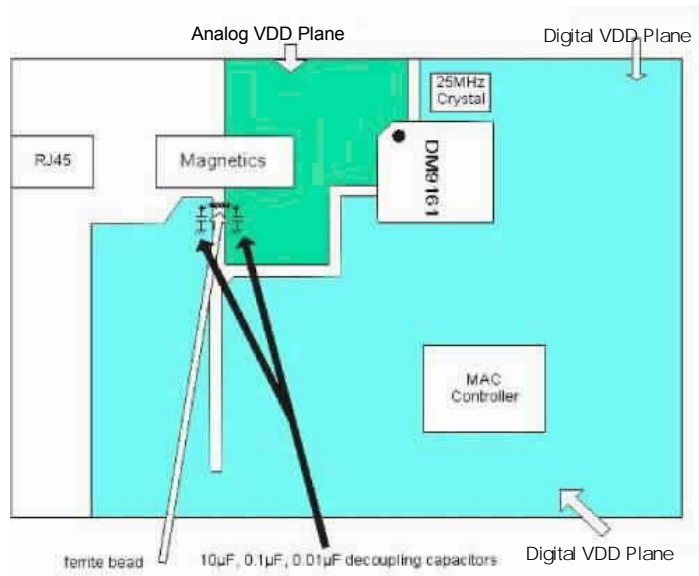 Analog VDD Plane
Digital VDD Plane
25MHz
Crystal
RJ45
Magnetics
DM9161
MAC
Controller
Digital VDD Plane
ferrite bead
10µF, 0.1µF, 0.01µF decoupling capacitors